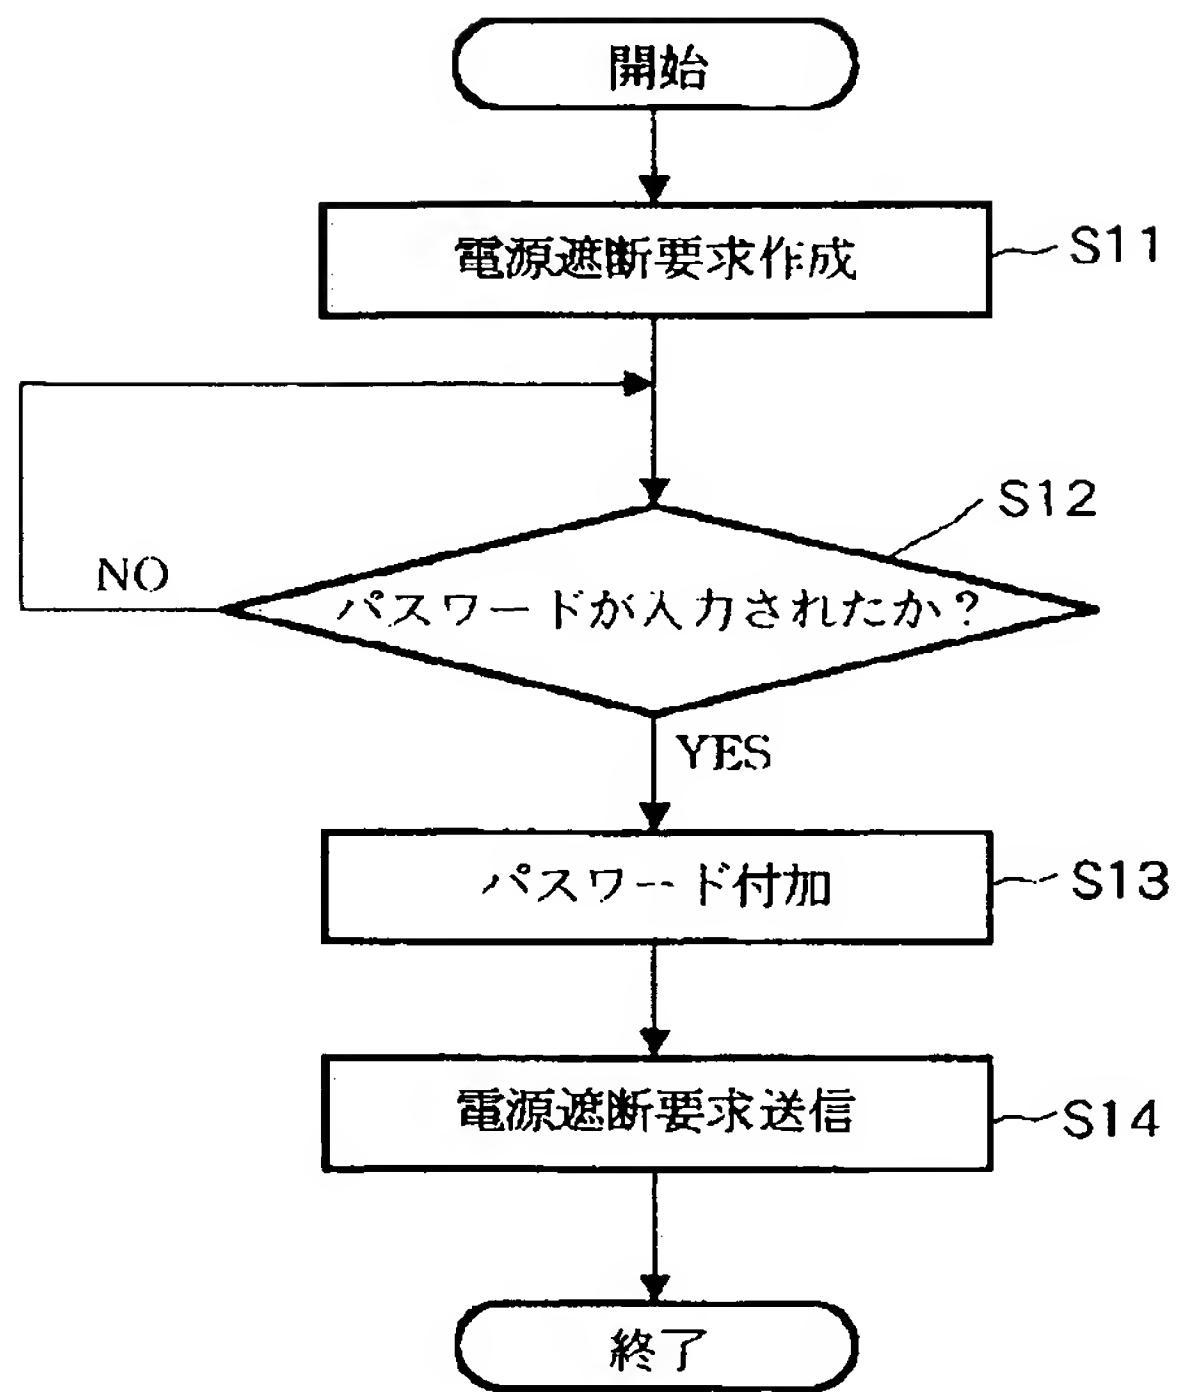 開始
電源遮断要求作成
S11
S12
NO
パスワードが入力されたか？
YES
パスワード付加
S13
電源遮断要求送信
S14
終了